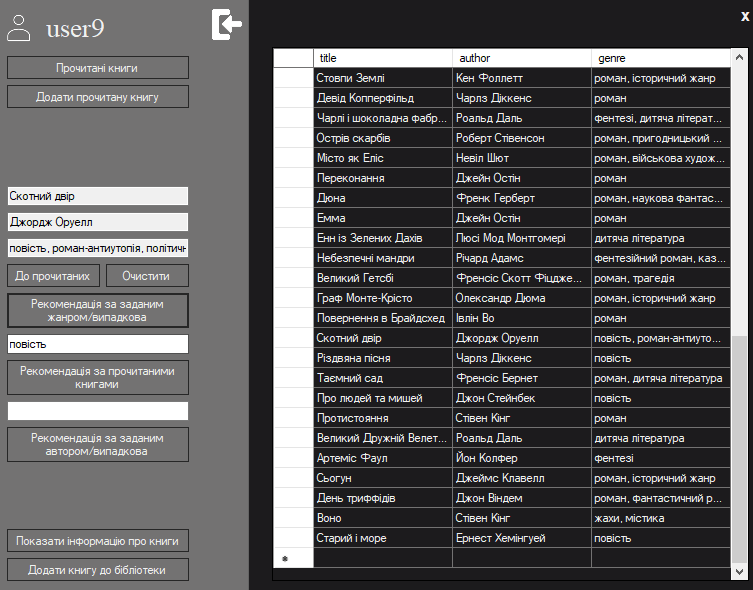 user9
Прочитані книги
Додати прочитану книгу
Скотний двір
Джордж Оруелл
повість, роман-антиутопія, політичн
До прочитаних Очистити
Рекомендація за заданим
жанром/випадкова
повість
Рекомендація за прочитаними
книгами
Рекомендація за заданим
автором/випадкова
Показати інформацію про книги
Додати книгу до бібліотеки
x
title author genre
Стовпи Землі Кен Фоллетт роман, історичний жанр
Девід Копперфільд Чарлз Діккенс роман
Чарлі і шоколадна фабр... Роальд Даль фентезі, дитяча літерат...
Острів скарбів Роберт Стівенсон роман, пригодницький ...
Місто як Еліс Невіл Шют роман, військова худож...
Переконання Джейн Остін роман
Дюна Френк Герберт роман, наукова фантас...
Емма Джейн Остін роман
Енн із Зелених Дахів Люсі Мод Монтгомері дитяча література
Небезпечні мандри Річард Адамс фентезійний роман, каз...
Великий Гетсбі Френсіс Скотт Фіцдже... роман, трагедія
Граф Монте-Крісто Олександр Дюма роман, історичний жанр
Повернення в Брайдсхед Івлін Во роман
Скотний двір Джордж Оруелл повість, роман-антиуто...
Різдвяна пісня Чарлз Діккенс повість
Таємний сад Френсіс Бернет роман, дитяча література
Про людей та мишей Джон Стейнбек повість
Протистояння Стівен Кінг роман
Великий Дружній Велет... Роальд Даль дитяча література
Артеміс Фаул Йон Колфер фентезі
Сьогун Джеймс Клавелл роман, історичний жанр
День триффідів Джон Віндем роман, фантастичний р...
Воно Стівен Кінг жахи, містика
Старий і море Ернест Хемінгуей повість